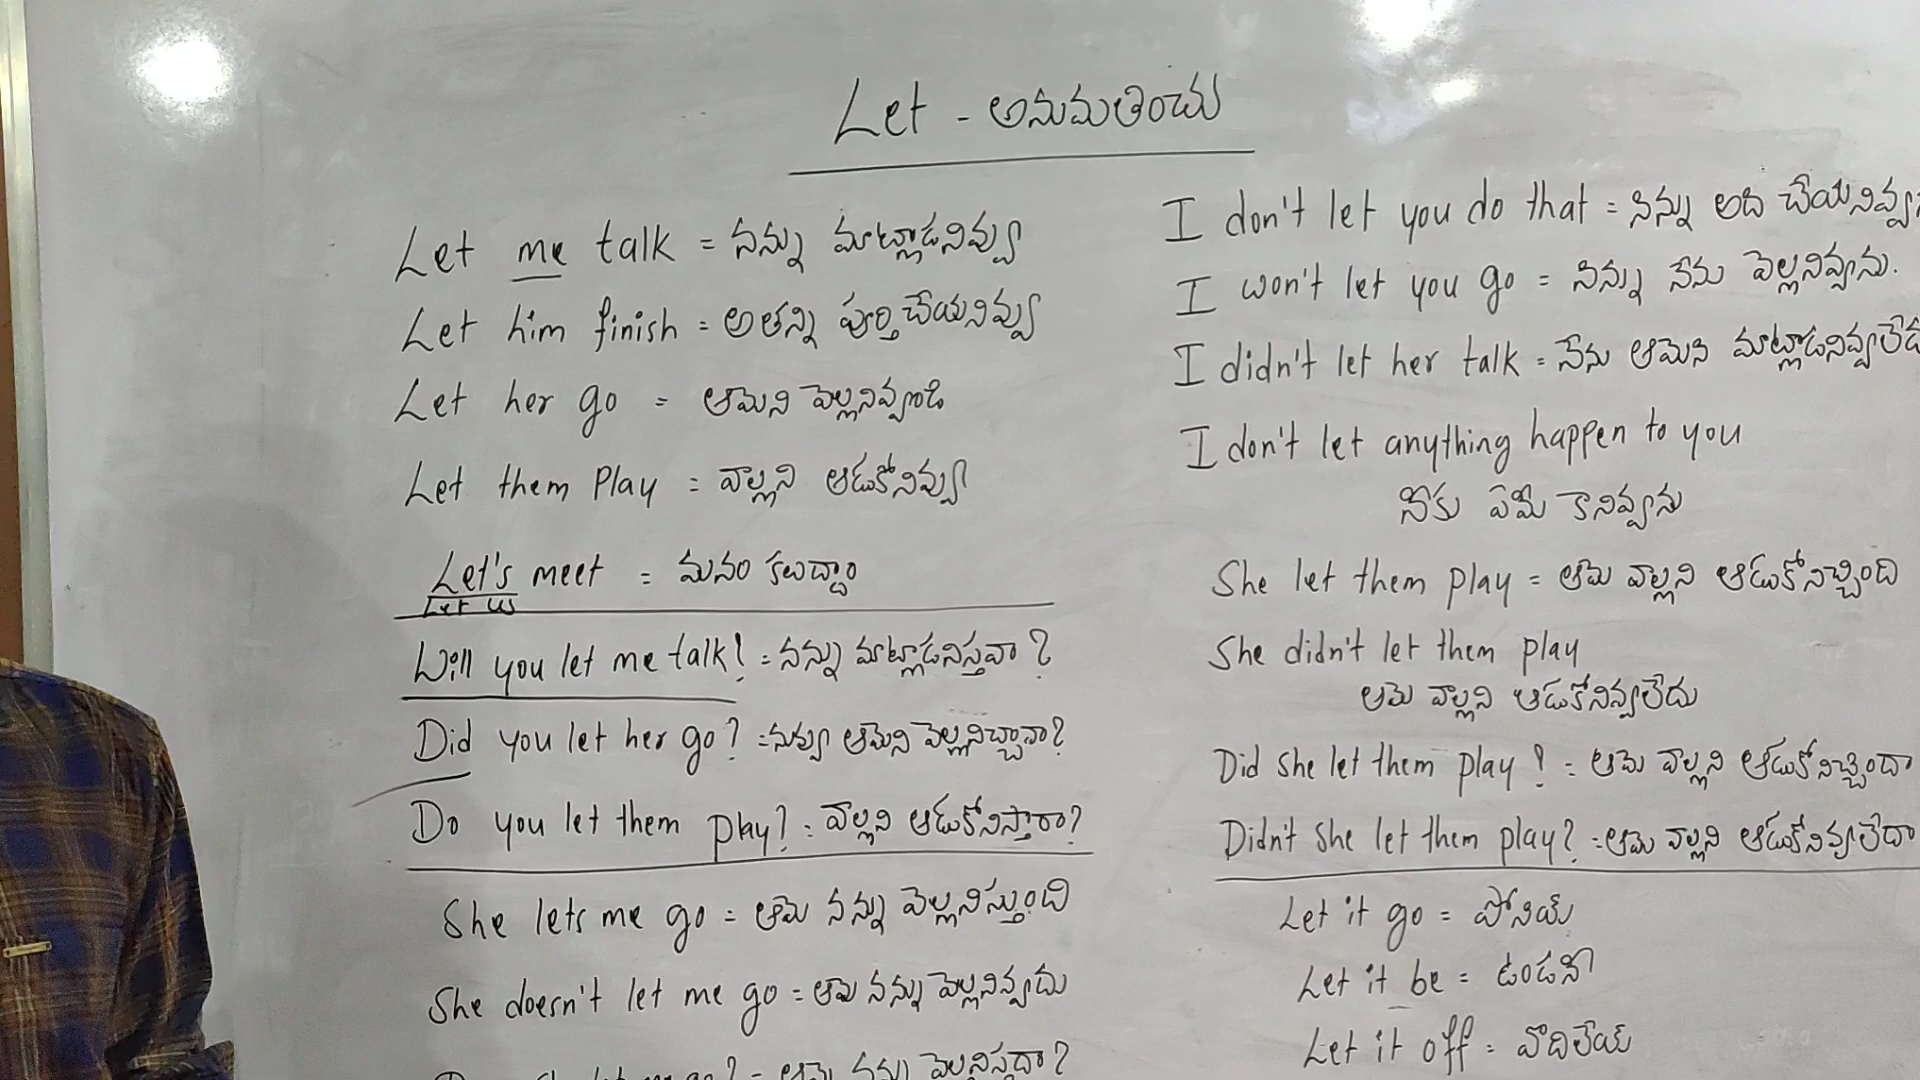 Let - అనుమతించు
Let me talk = నన్ను మాట్లాడనివ్వు
Let him finish = అతన్ని పూర్తిచేయనివ్వు
Let her go = ఆమెని వెల్లనివ్వండి
Let them Play = వాల్లని ఆడుకోనివ్వు
Let's meet = మనం కలుద్దాం
Let us
Will you let me talk! = నన్ను మాట్లాడనిస్తవా ?
Did you let her go? = నువ్వు ఆమెని వెల్లనిచ్చావా?
Do you let them play? = వాల్లని ఆడుకోనిస్తారా?
She lets me go = ఆమె నన్ను వెల్లనిస్తుంది
She doesn't let me go = ఆమె నన్ను వెల్లనివ్వదు
go? = ఆమె నన్ను వెల్లనిస్తదా?
I don't let you do that = నిన్ను అది
I won't let you go = నిన్ను నేను వెల్లనివ్వను.
I didn't let her talk = నేను ఆమెని
I don't let anything happen to you
నీకు ఏమీ కానివ్వను
She let them play = ఆమె వాల్లని ఆడుకోనిచ్చింది
She didn't let them play
ఆమె వాల్లని ఆడుకోనివ్వలేదు
Did She let them play ! = ఆమె వాల్లని ఆడుకోనిచ్చిందా
Didn't She let them play? = ఆమె వాల్లని ఆడుకోనివ్వలేదా
Let it go = పోనియ్
Let it be = ఉండనీ
Let it off = వొదిలేయ్